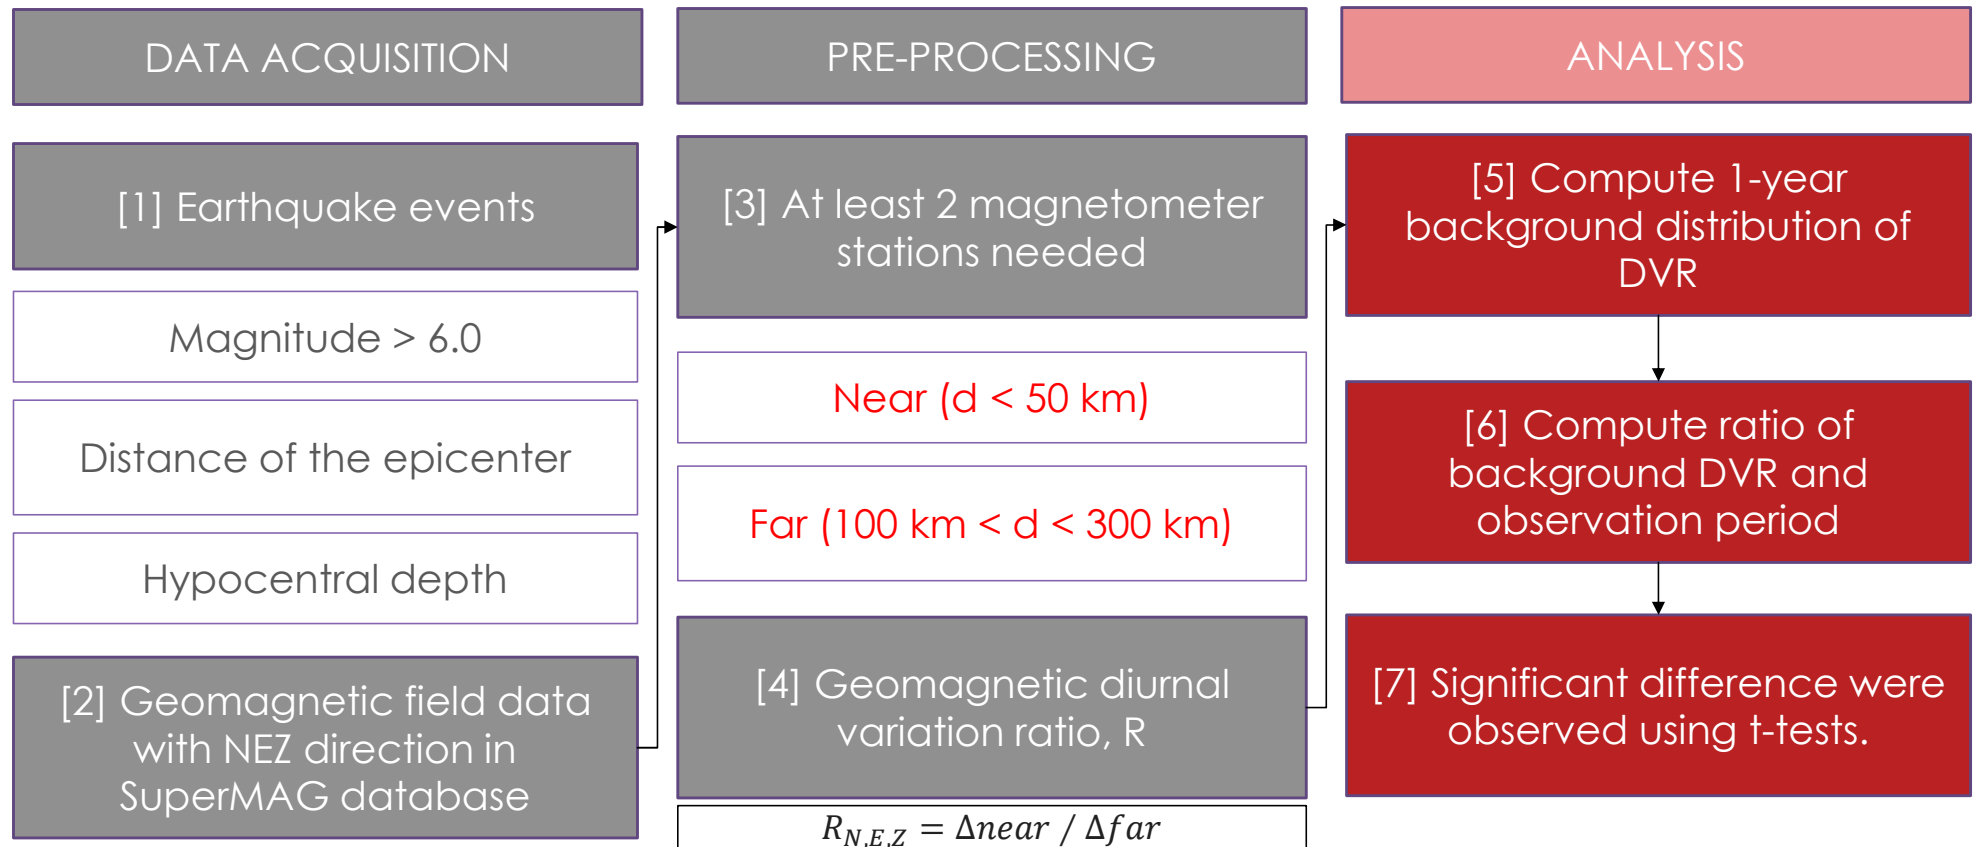 DATA ACQUISITION
[1] Earthquake events
Magnitude > 6.0
Distance of the epicenter
Hypocentral depth
[2] Geomagnetic field data
with NEZ direction in
SuperMAG database
PRE-PROCESSING
[3] At least 2 magnetometer
stations needed
Near (d < 50 km)
Far (100 km < d < 300 km)
[4] Geomagnetic diurnal
variation ratio, R
R_{N,E,Z} = Δnear / Δfar
ANALYSIS
[5] Compute 1-year
background distribution of
DVR
[6] Compute ratio of
background DVR and
observation period
[7] Significant difference were
observed using t-tests.